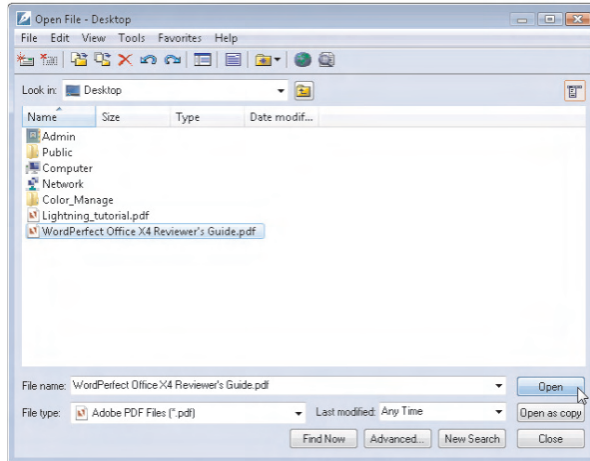 Open File - Desktop
File Edit View Tools Favorites Help
Look in: Desktop
Name Size Type Date modif...
Admin
Public
Computer
Network
Color_Manage
Lightning_tutorial.pdf
WordPerfect Office X4 Reviewer's Guide.pdf
File name: WordPerfect Office X4 Reviewer's Guide.pdf Open
File type: Adobe PDF Files (*.pdf) Last modified: Any Time Open as copy
Find Now Advanced... New Search Close